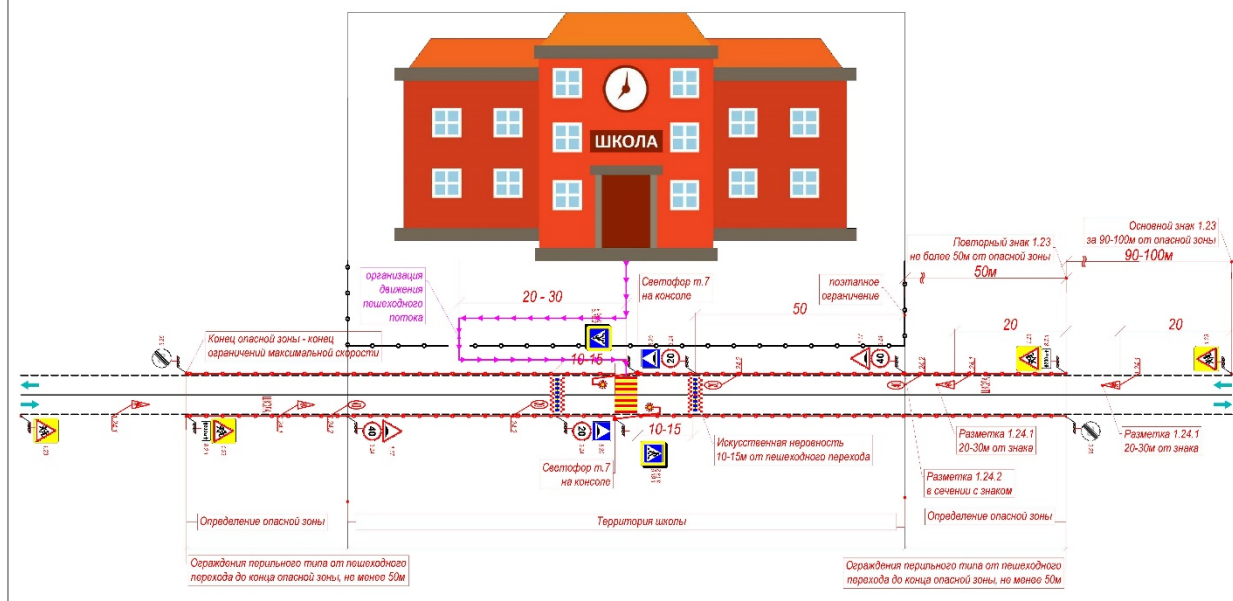 ШКОЛА
Основной знак 1.23
за 90-100м от опасной зоны
90-100м
Повторный знак 1.23
не более 50м от опасной зоны
50м
организация
движения
пешеходного
потока
20 - 30
Светофор т.7
на консоле
поэтапное
ограничение
50
20
20
Конец опасной зоны - конец
ограничений максимальной скорости
10-15
20
40
40
20
10-15
Светофор т.7
на консоле
Искусственная неровность
10-15м от пешеходного перехода
Разметка 1.24.1
20-30м от знака
Разметка 1.24.1
20-30м от знака
Разметка 1.24.2
в сечении с знаком
Определение опасной зоны
Территория школы
Определение опасной зоны
Ограждения перильного типа от пешеходного
перехода до конца опасной зоны, не менее 50м
Ограждения перильного типа от пешеходного
перехода до конца опасной зоны, не менее 50м